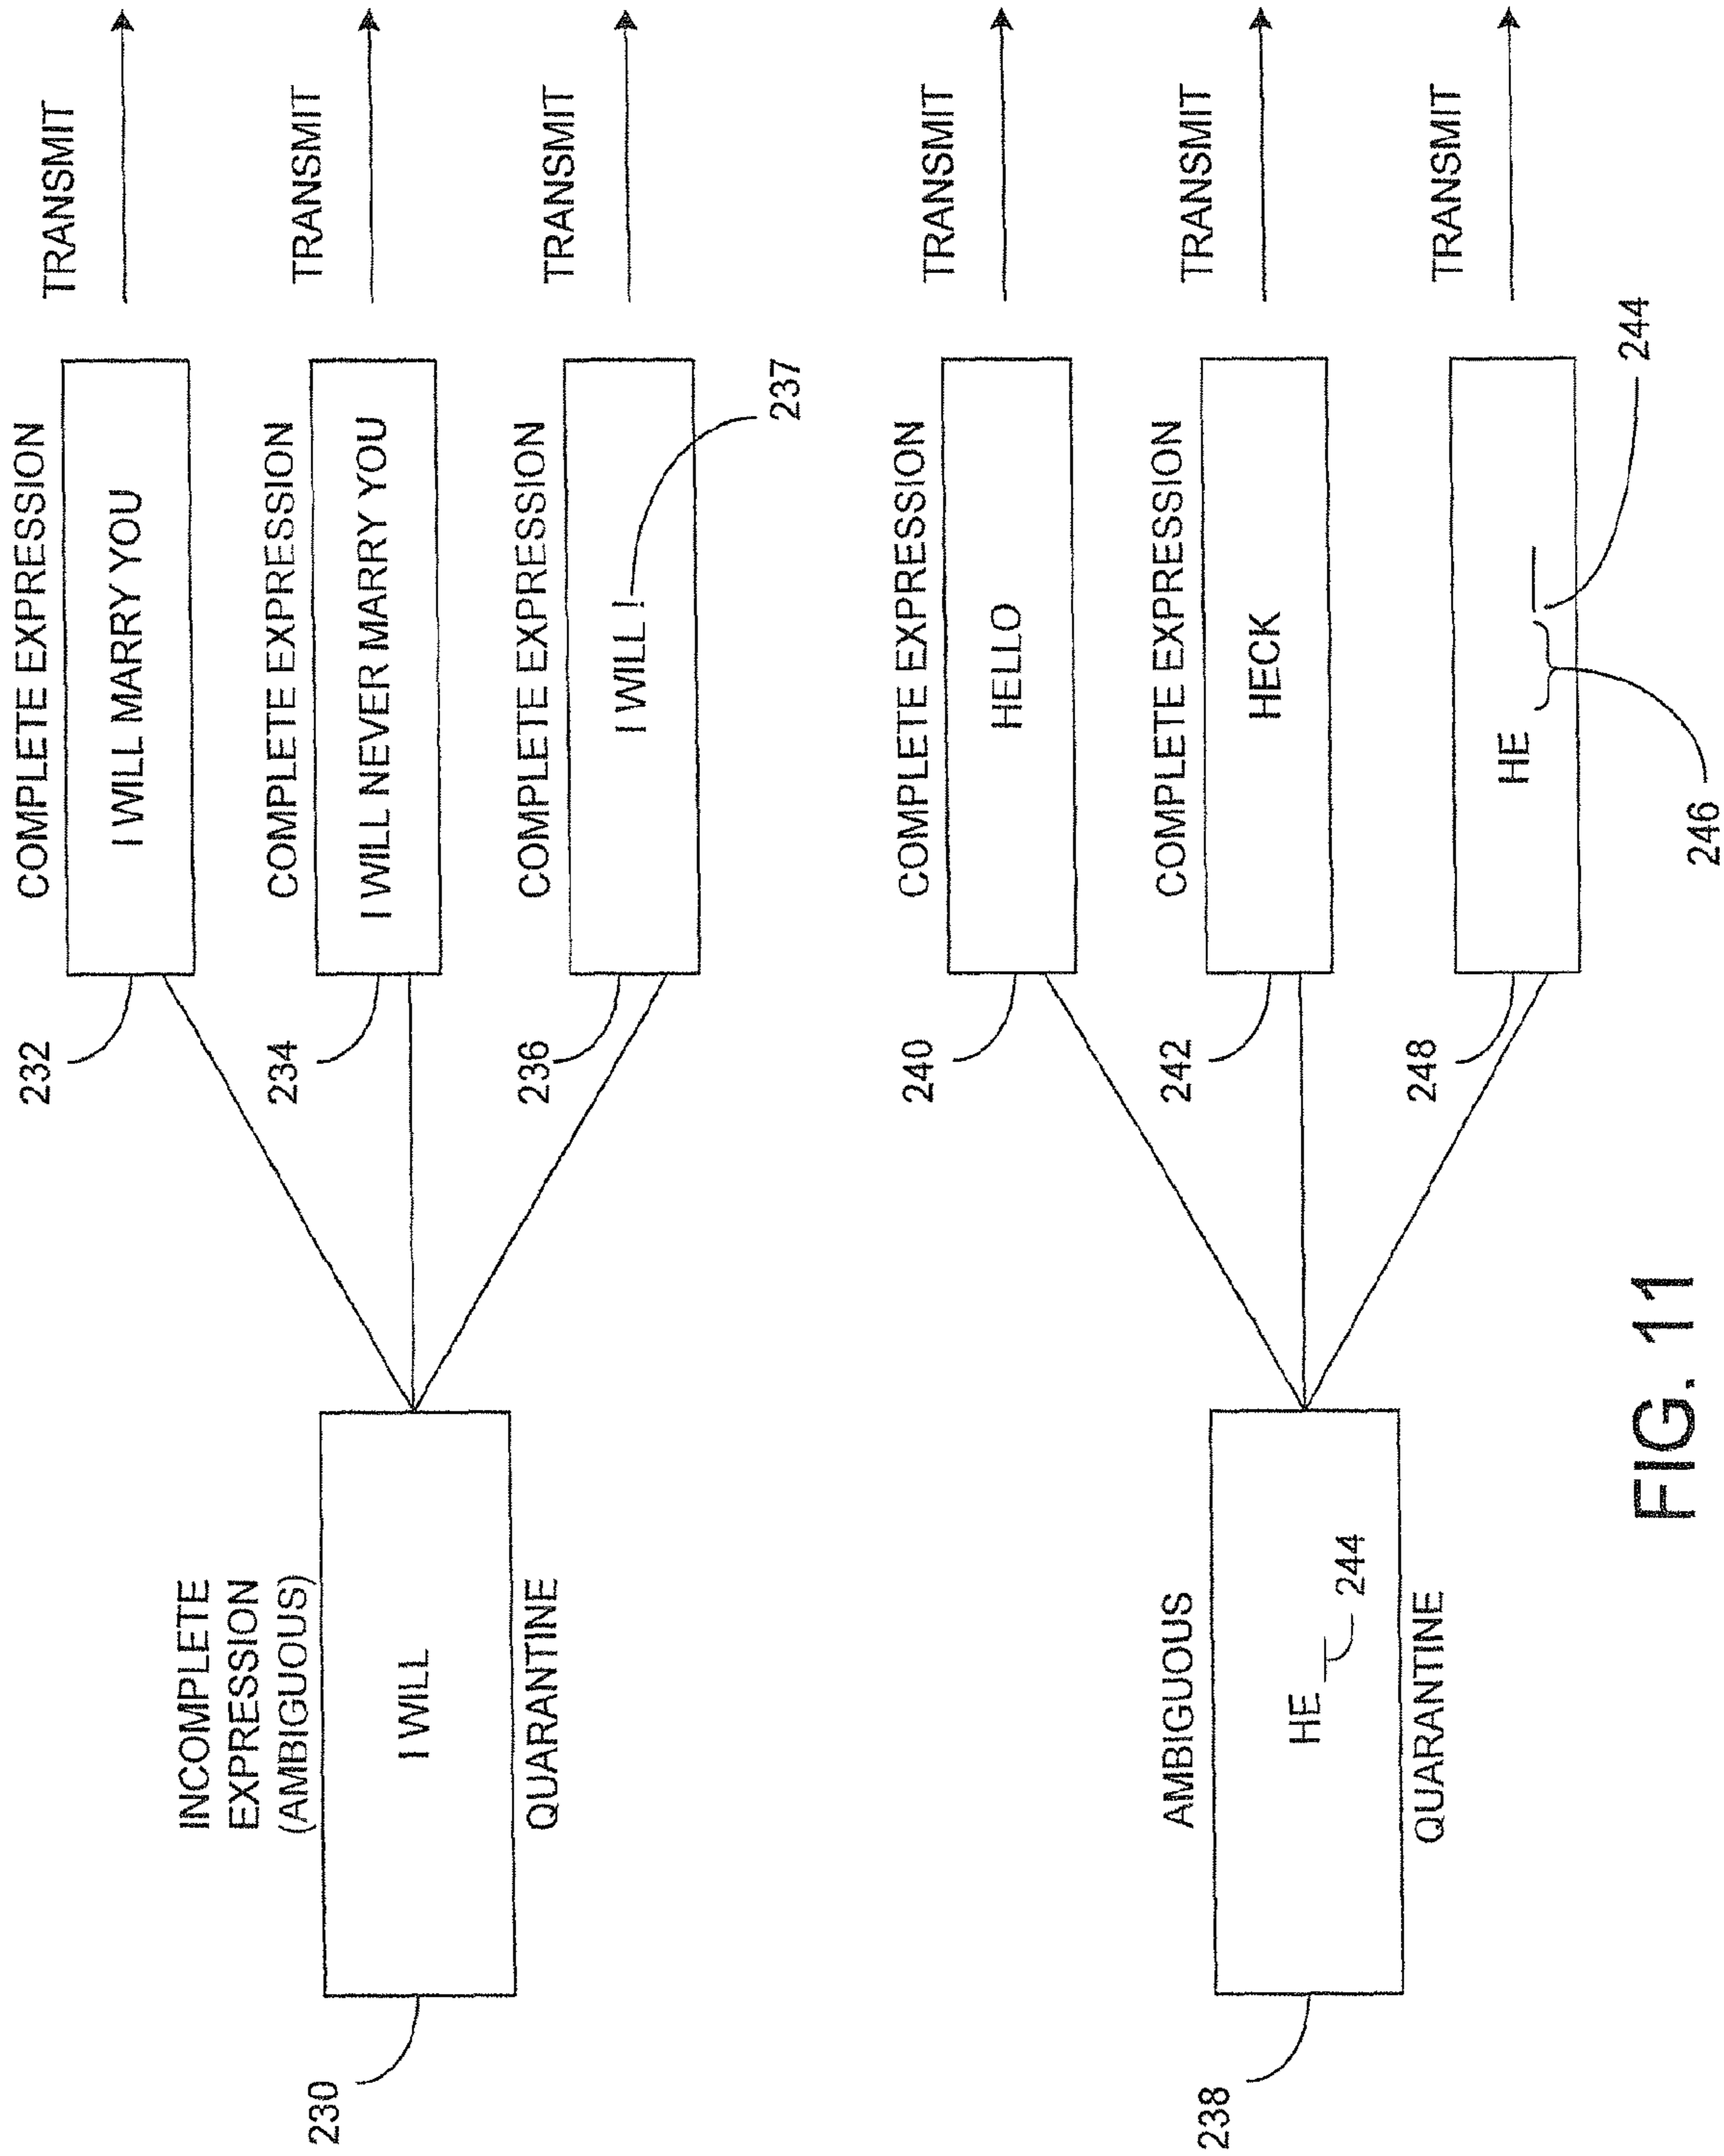 INCOMPLETE
EXPRESSION
(AMBIGUOUS)
230
I WILL
QUARANTINE
COMPLETE EXPRESSION
232
I WILL MARRY YOU
TRANSMIT
COMPLETE EXPRESSION
234
I WILL NEVER MARRY YOU
TRANSMIT
COMPLETE EXPRESSION
236
I WILL !
237
TRANSMIT
AMBIGUOUS
238
HE _
244
QUARANTINE
COMPLETE EXPRESSION
240
HELLO
TRANSMIT
COMPLETE EXPRESSION
242
HECK
TRANSMIT
248
HE _
244
246
TRANSMIT
FIG. 11